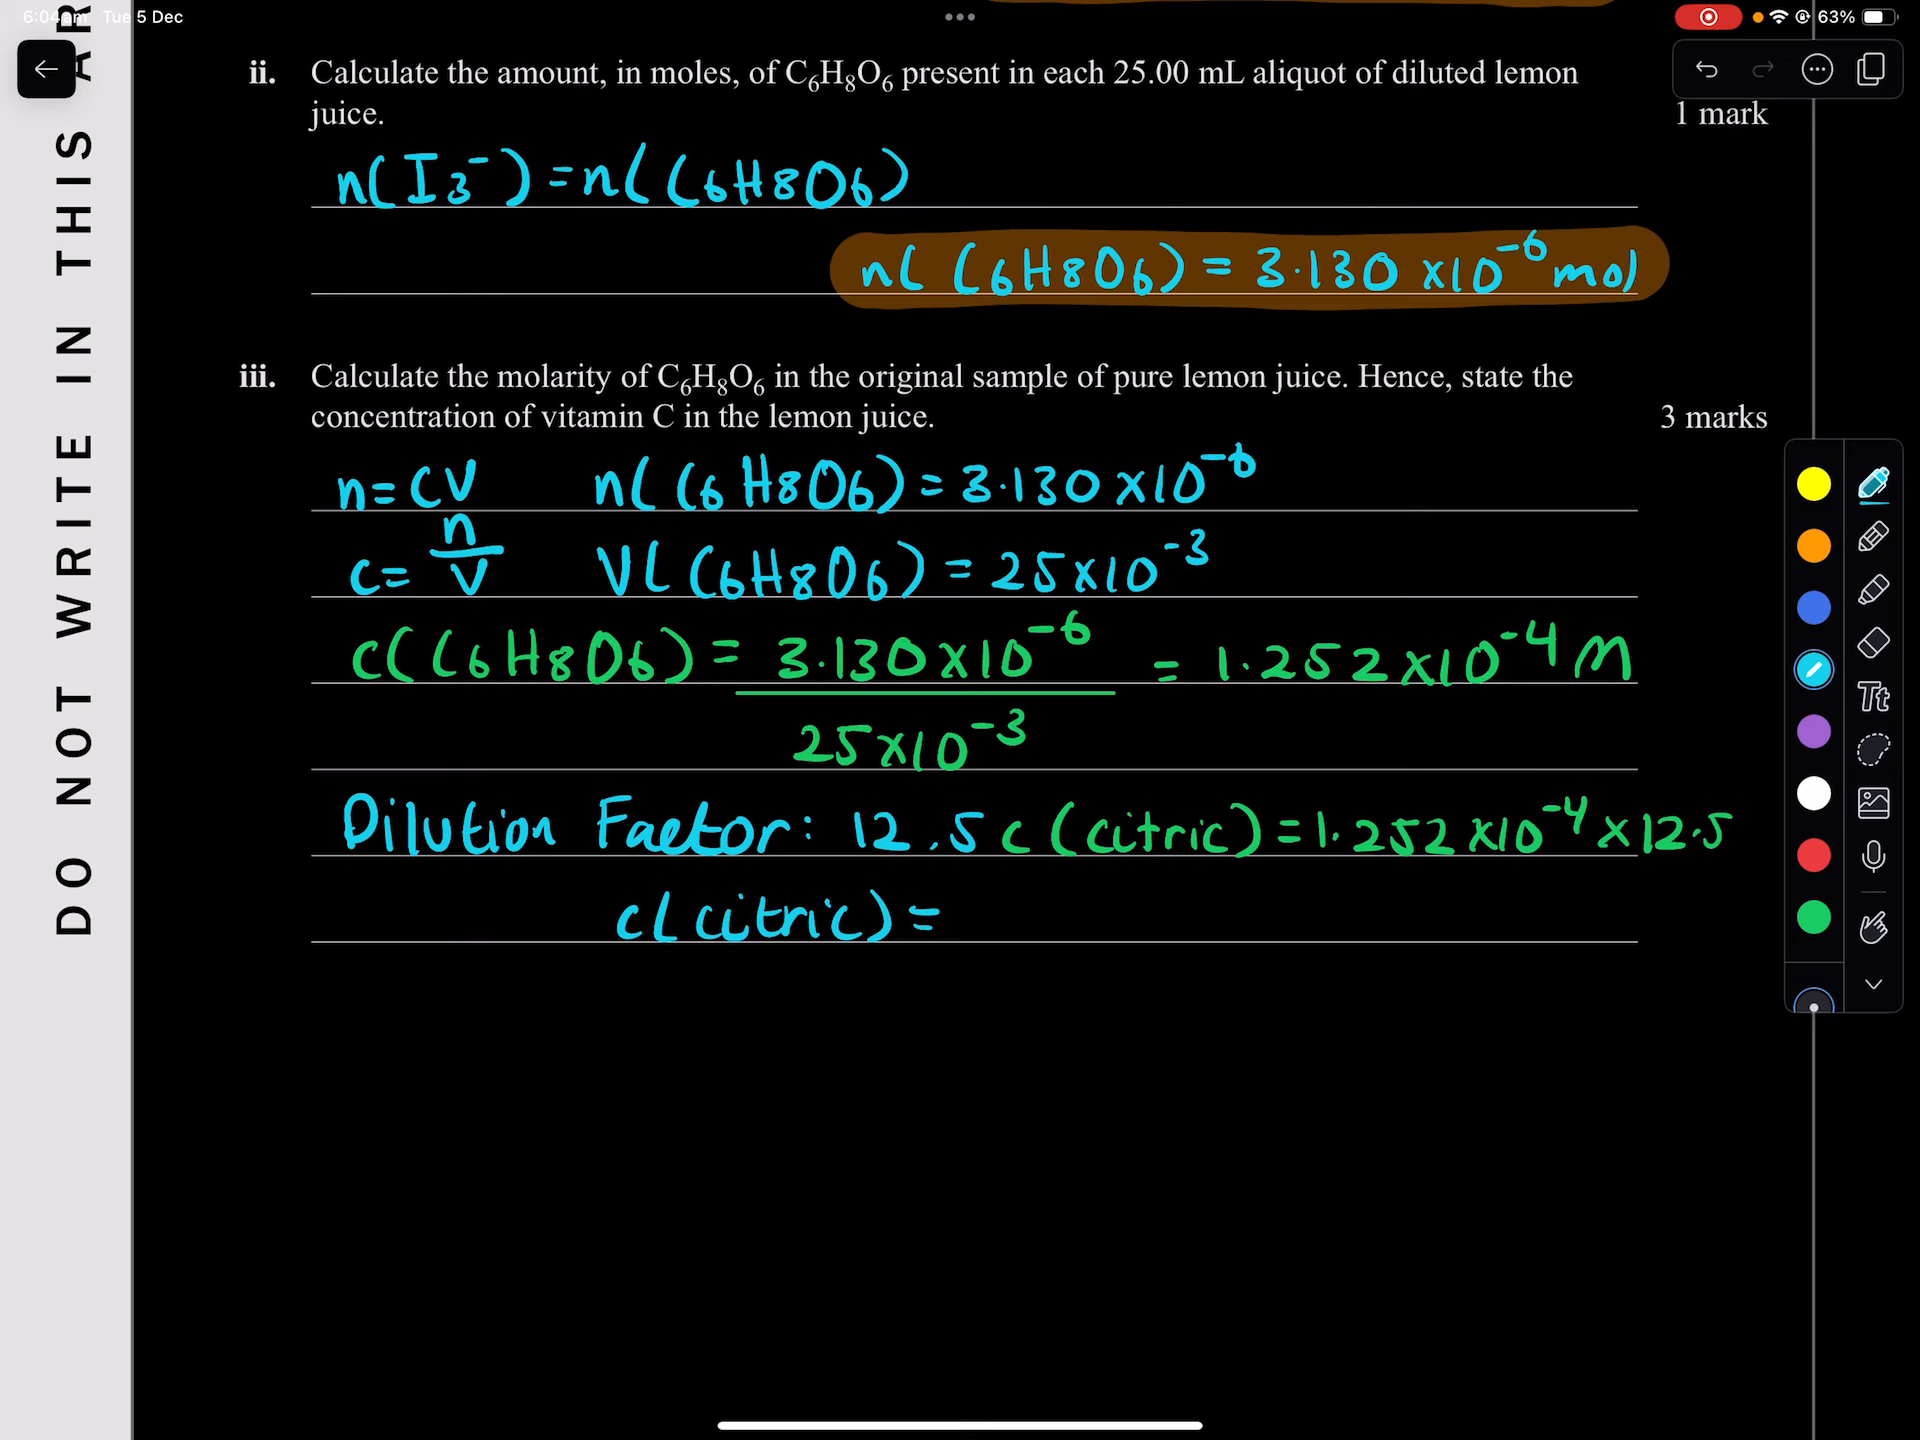 6:04am Tue 5 Dec
63%
DO NOT WRITE IN THIS AR
ii. Calculate the amount, in moles, of C₆H₈O₆ present in each 25.00 mL aliquot of diluted lemon
juice.
1 mark
n(I3⁻) = n(C6H8O6)
n(C6H8O6) = 3.130 x10⁻⁶ mol
iii. Calculate the molarity of C₆H₈O₆ in the original sample of pure lemon juice. Hence, state the
concentration of vitamin C in the lemon juice.
3 marks
n=CV n(C6H8O6) = 3.130 x10⁻⁶
c= n/V V(C6H8O6) = 25x10⁻³
c(C6H8O6) = 3.130x10⁻⁶ = 1.252x10⁻⁴ M
25x10⁻³
Dilution Factor: 12.5 c(citric) = 1.252 x10⁻⁴ x 12.5
c(citric) =
Tt